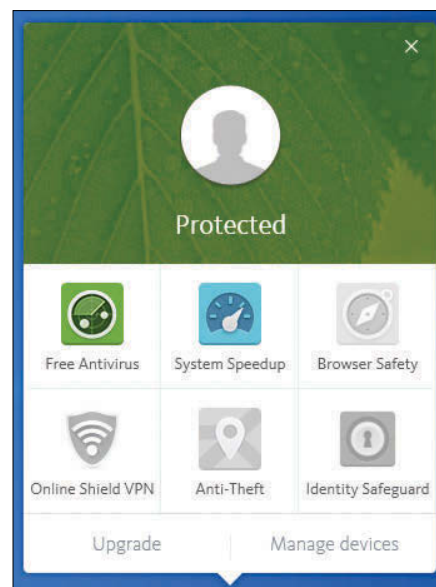 Protected
Free Antivirus System Speedup Browser Safety
Online Shield VPN Anti-Theft Identity Safeguard
Upgrade Manage devices